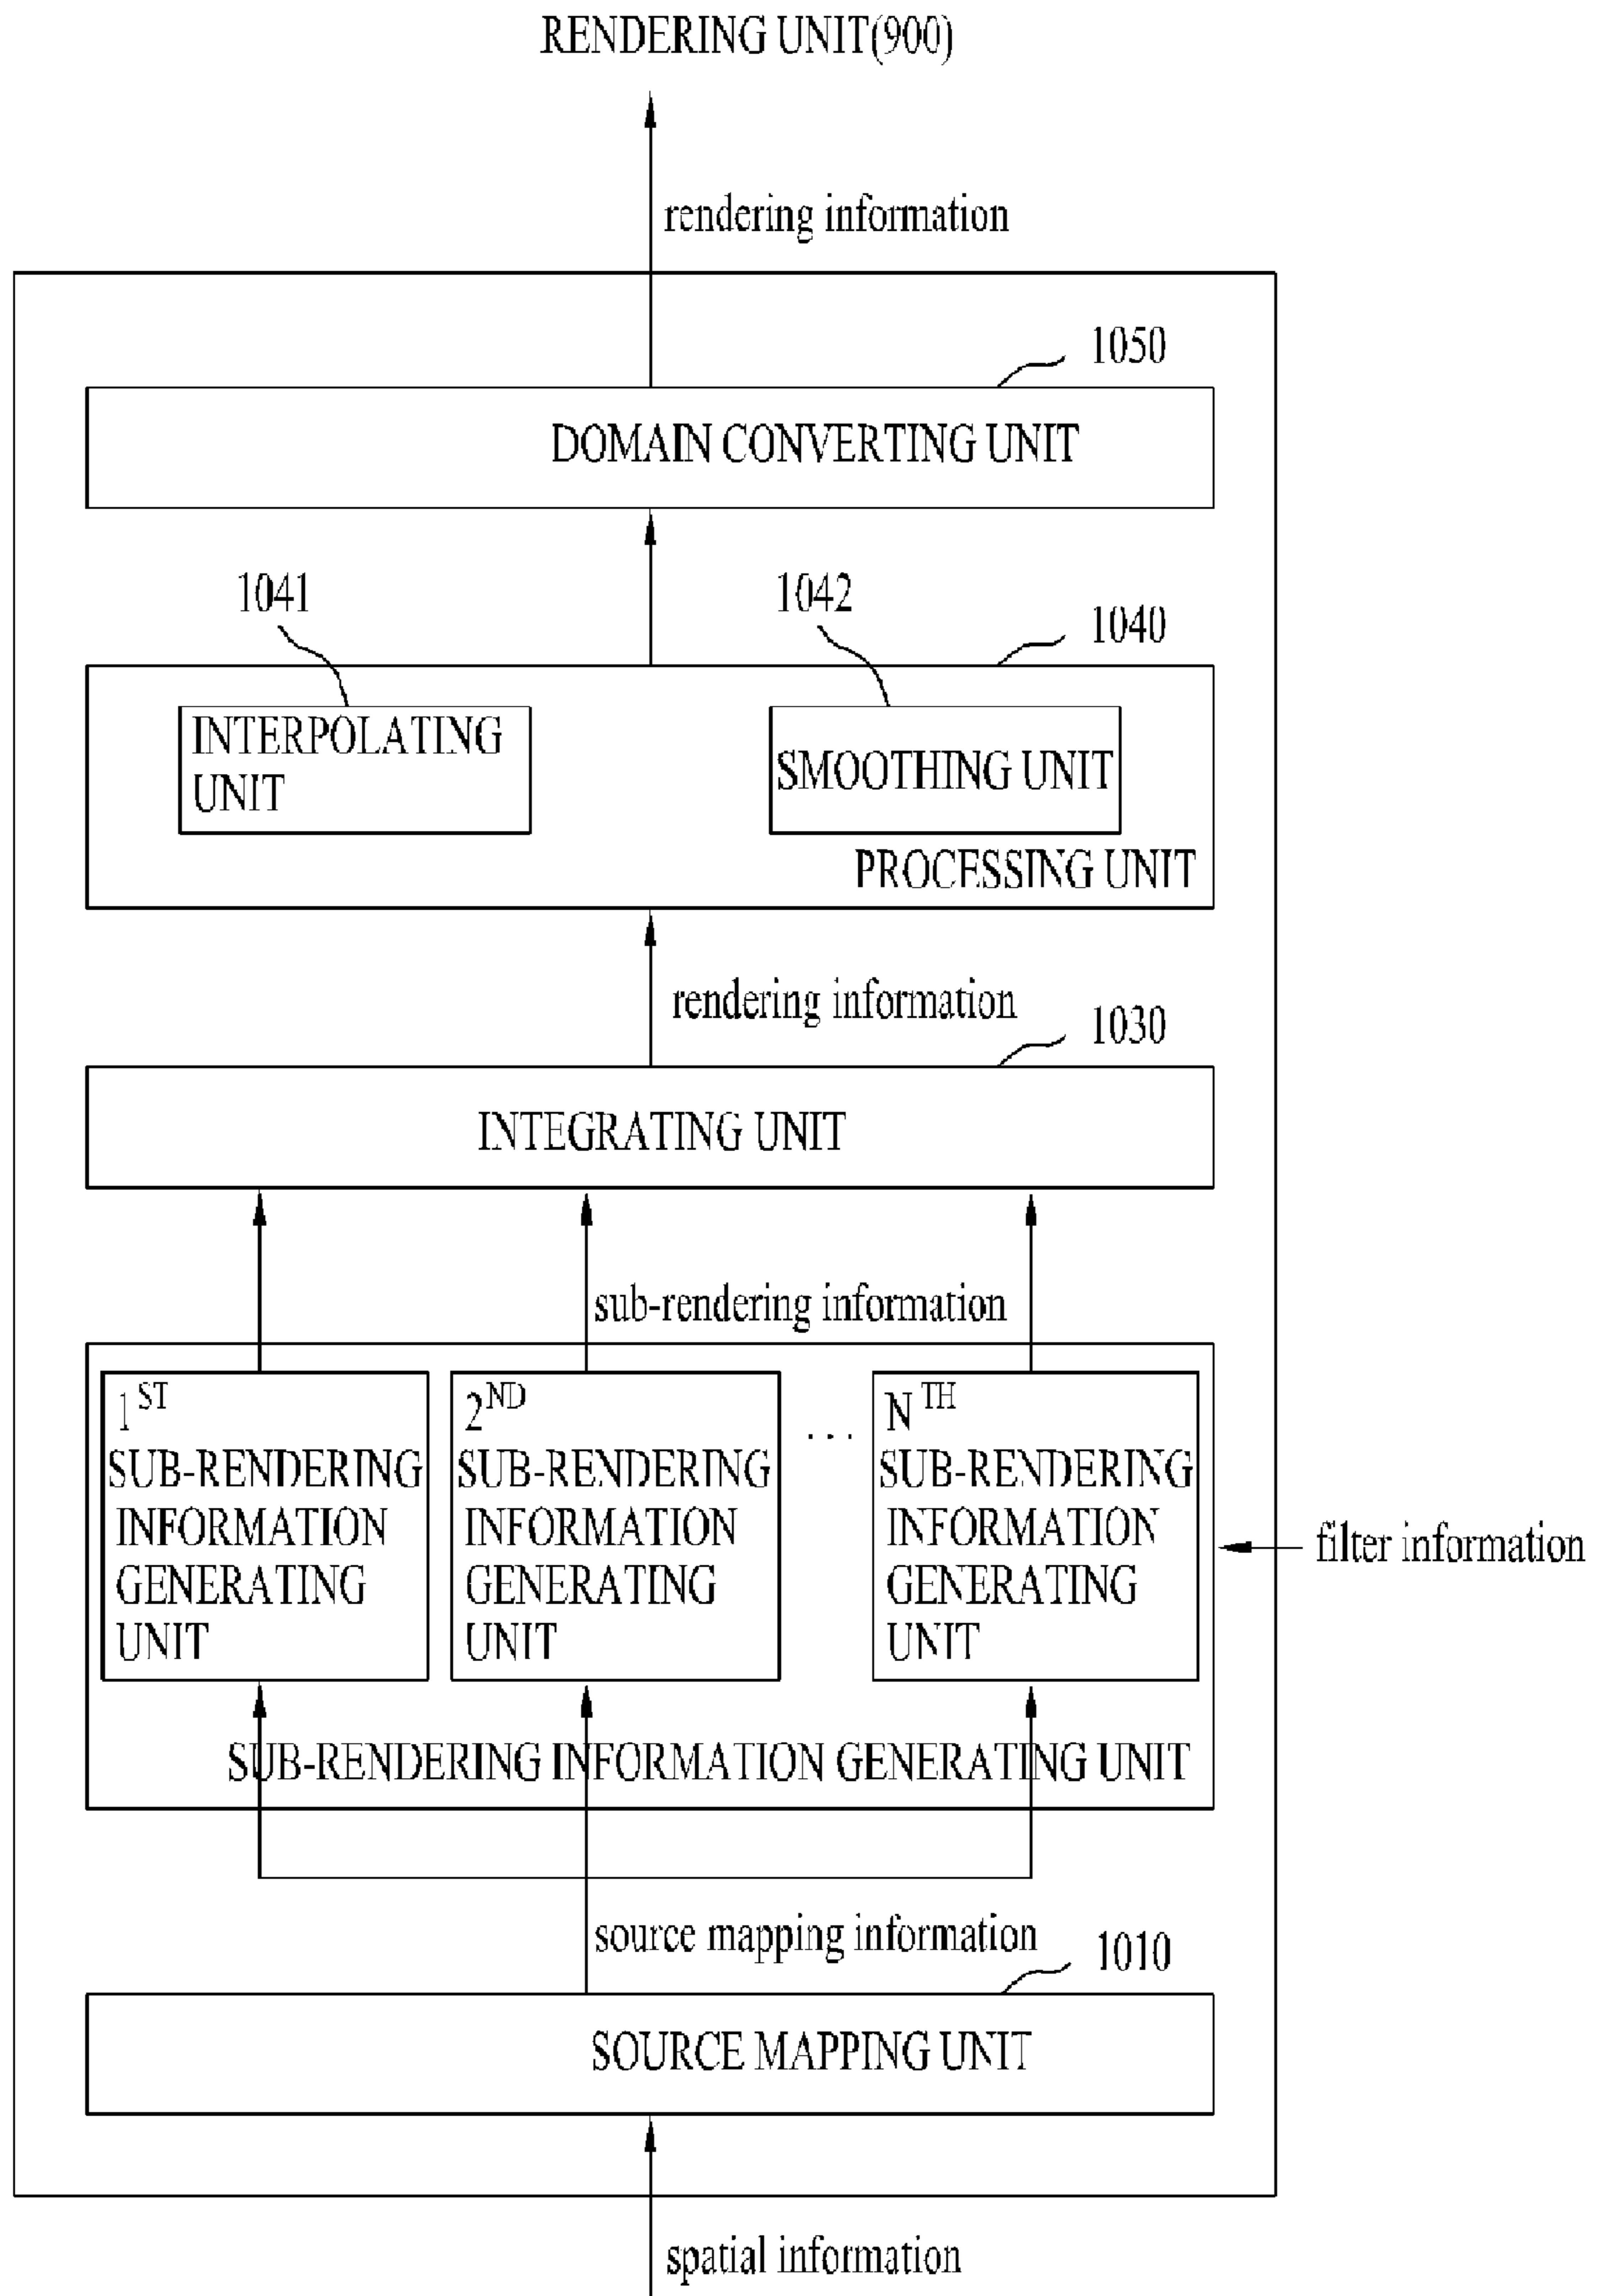 RENDERING UNIT(900)
rendering information
1050
DOMAIN CONVERTING UNIT
1041
1042
1040
INTERPOLATING
UNIT
SMOOTHING UNIT
PROCESSING UNIT
rendering information
1030
INTEGRATING UNIT
sub-rendering information
1ST
SUB-RENDERING
INFORMATION
GENERATING
UNIT
2ND
SUB-RENDERING
INFORMATION
GENERATING
UNIT
...
NTH
SUB-RENDERING
INFORMATION
GENERATING
UNIT
filter information
SUB-RENDERING INFORMATION GENERATING UNIT
source mapping information
1010
SOURCE MAPPING UNIT
spatial information